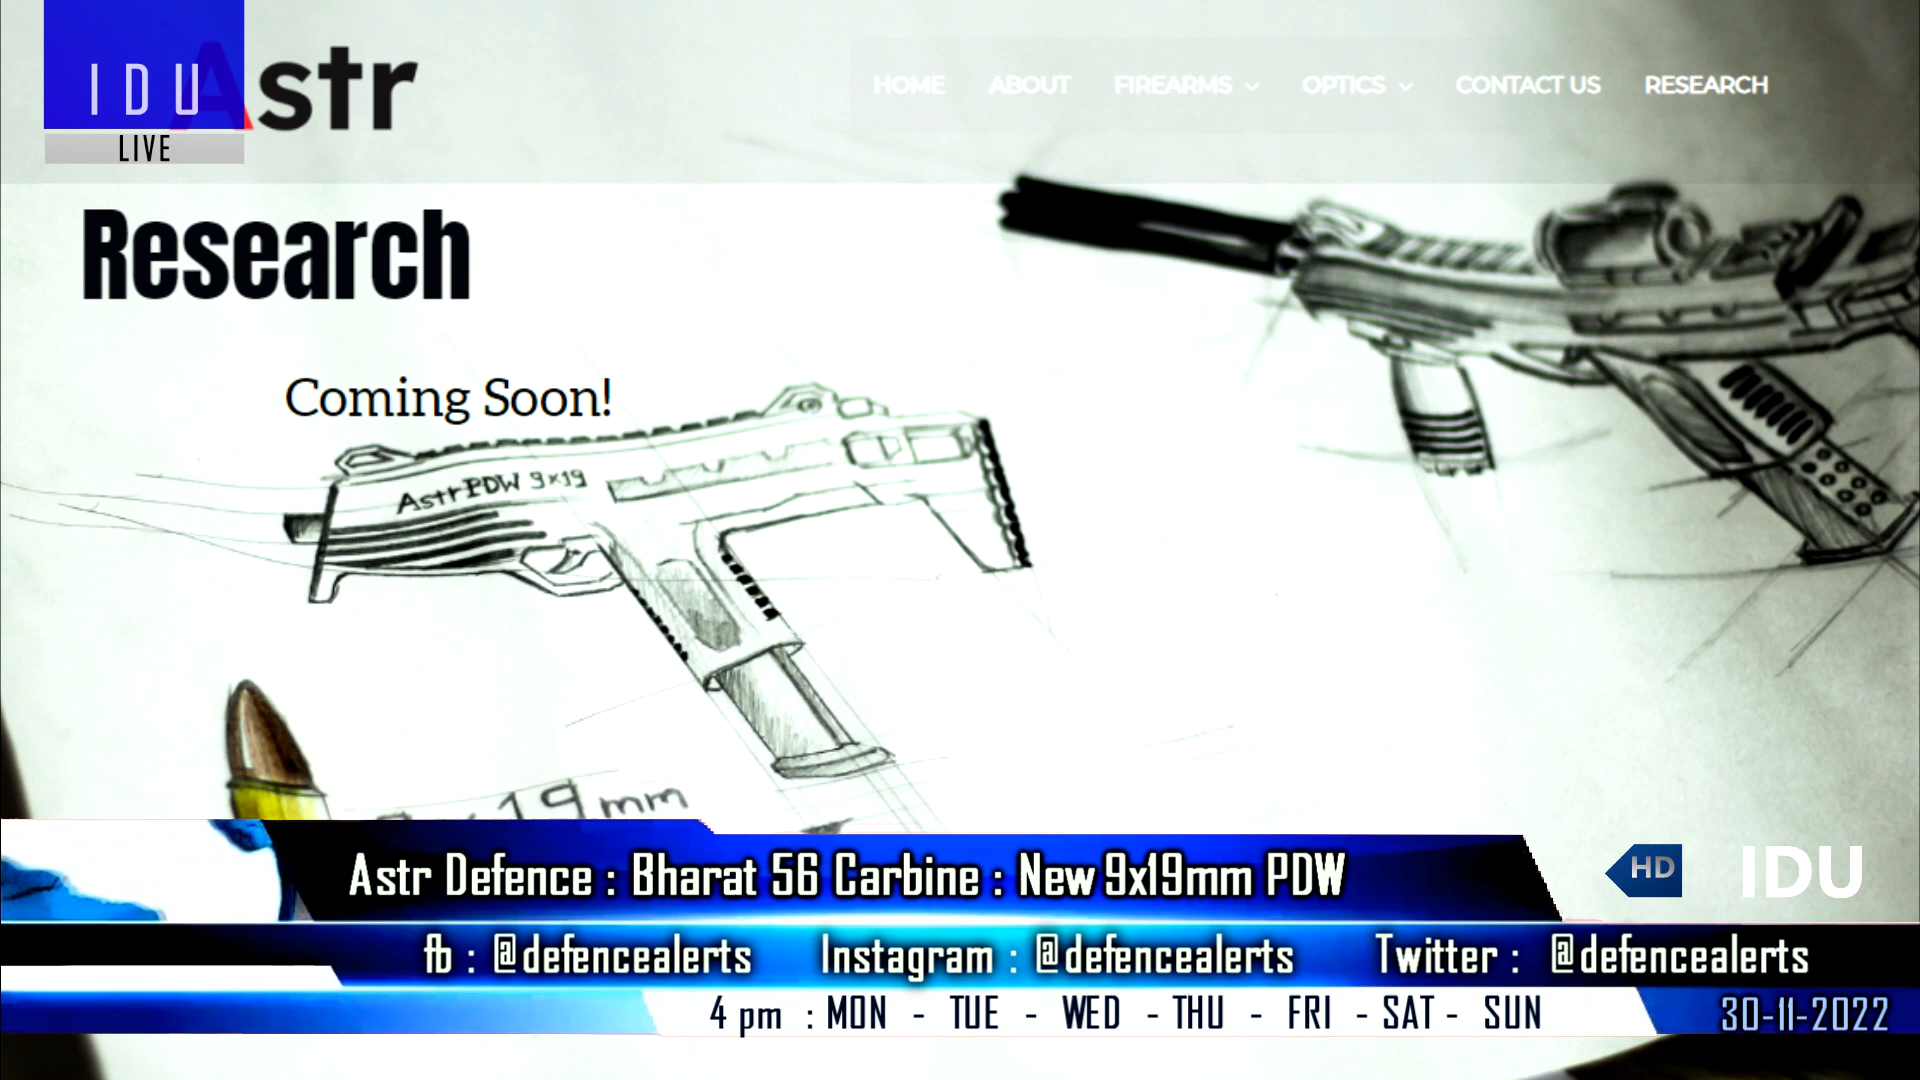 IDU
LIVE
Astr
HOME ABOUT FIREARMS OPTICS CONTACT US RESEARCH
Research
Coming Soon!
AstrPDW 9x19
19mm
Astr Defence : Bharat 56 Carbine : New 9x19mm PDW
HD IDU
fb : @defencealerts Instagram : @defencealerts Twitter : @defencealerts
4 pm : MON - TUE - WED - THU - FRI - SAT - SUN
30-11-2022